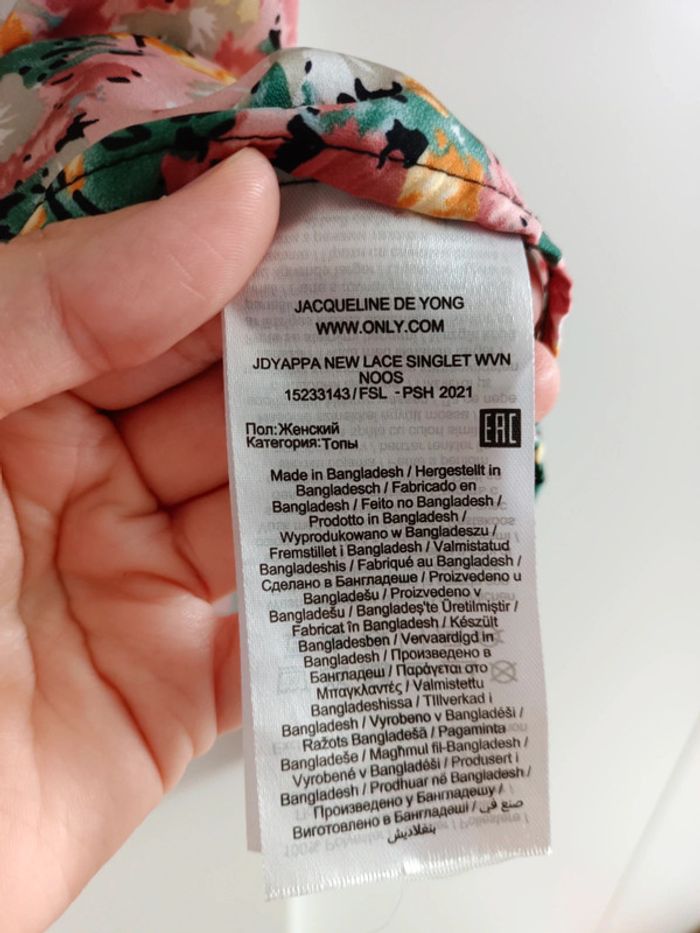 JACQUELINE DE YONG
WWW.ONLY.COM
JDYAPPA NEW LACE SINGLET WVN
NOOS
15233143/FSL - PSH 2021
Пол:Женский
Категория:Топы
EAC
Made in Bangladesh / Hergestellt in
Bangladesch / Fabricado en
Bangladesh / Feito no Bangladesh /
Prodotto in Bangladesh /
Wyprodukowano w Bangladeszu /
Fremstillet i Bangladesh / Valmistatud
Bangladeshis / Fabriqué au Bangladesh /
Сделано в Бангладеше / Proizvedeno u
Bangladešu / Proizvedeno v
Bangladešu / Bangladeş'te Üretilmiştir /
Fabricat în Bangladesh / Készült
Bangladesben / Vervaardigd in
Bangladesh / Произведено в
Бангладеш / Παράγεται στο
Μπαγκλαντές / Valmistettu
Bangladeshissa / Tillverkad i
Bangladesh / Vyrobeno v Bangladéši /
Ražots Bangladešā / Pagaminta
Bangladeše / Magħmul fil-Bangladesh /
Vyrobené v Bangladéši / Produsert i
Bangladesh / Prodhuar në Bangladesh /
Произведено у Бангладешу /
Виготовлено в Бангладеші / صنع في
بنغلاديش